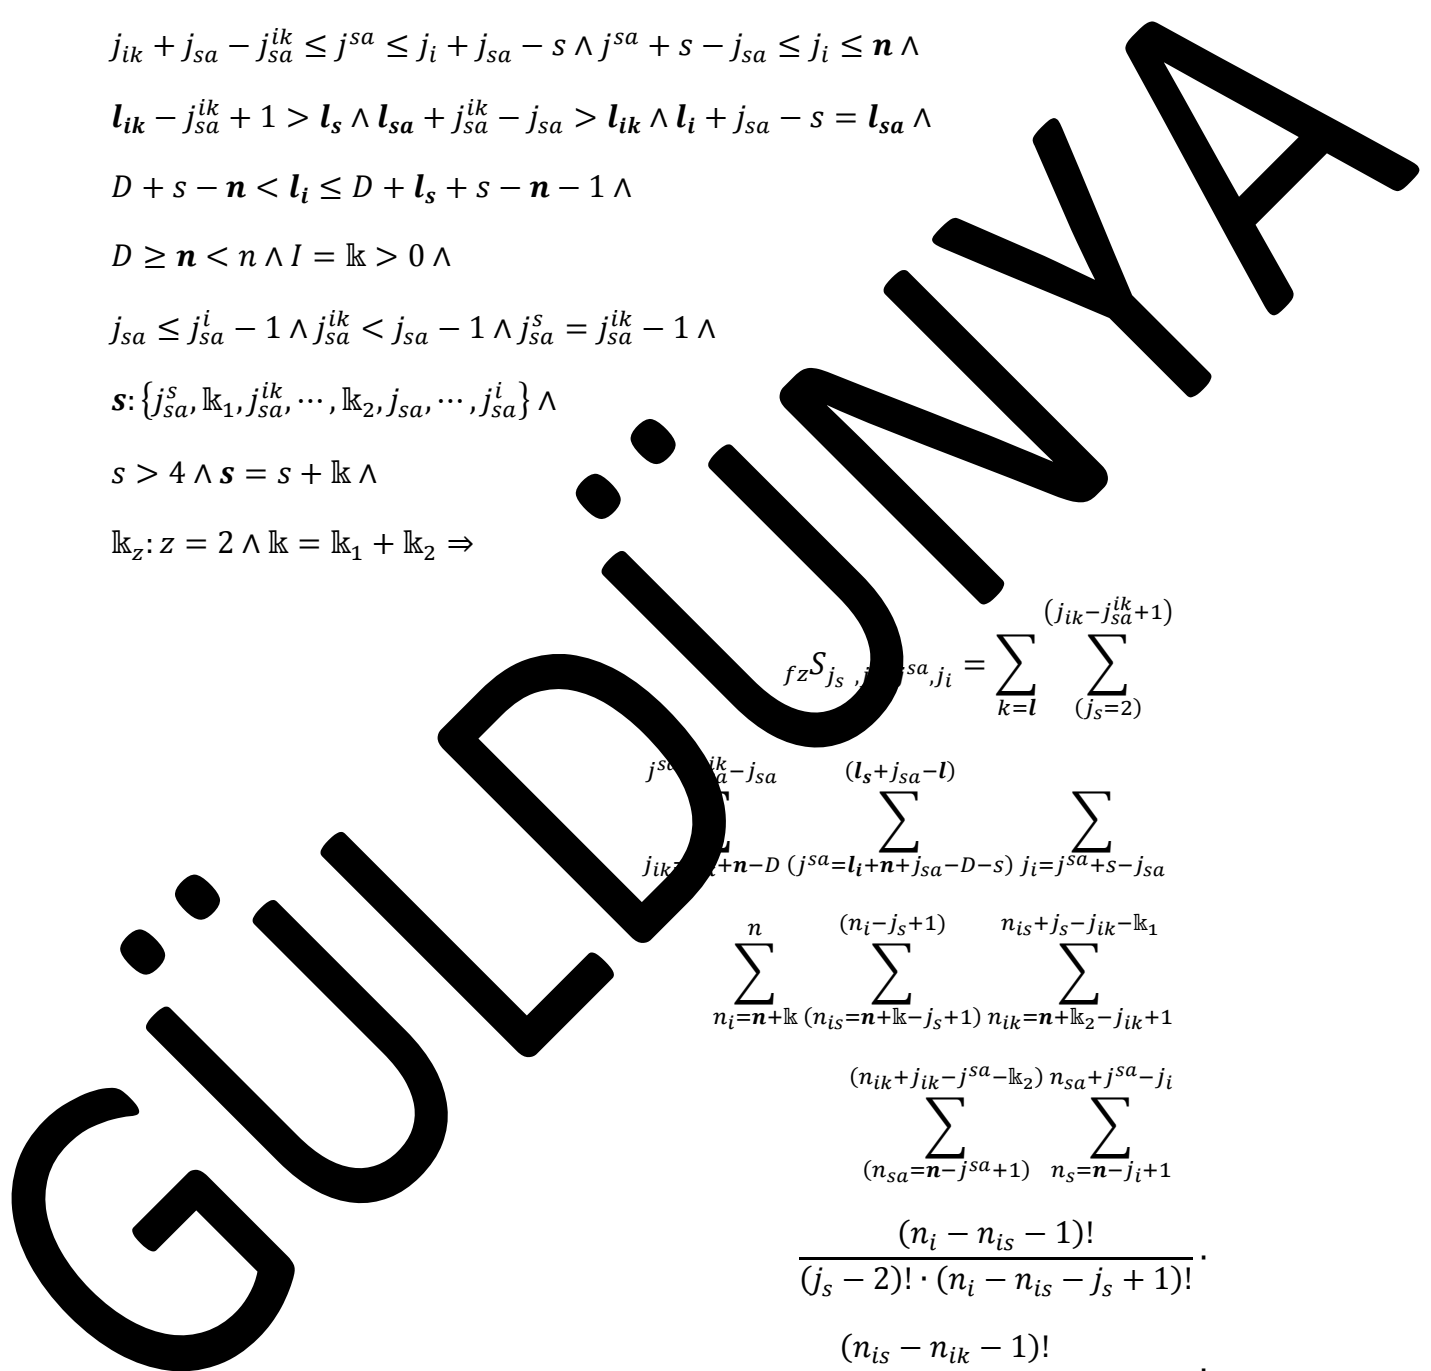 j_{ik} + j_{sa} − j_{sa}^{ik} ≤ j^{sa} ≤ j_i + j_{sa} − s ∧ j^{sa} + s − j_{sa} ≤ j_i ≤ n ∧
l_{ik} − j_{sa}^{ik} + 1 > l_s ∧ l_{sa} + j_{sa}^{ik} − j_{sa} > l_{ik} ∧ l_i + j_{sa} − s = l_{sa} ∧
D + s − n < l_i ≤ D + l_s + s − n − 1 ∧
D ≥ n < n ∧ I = 𝕜 > 0 ∧
j_{sa} ≤ j_{sa}^i − 1 ∧ j_{sa}^{ik} < j_{sa} − 1 ∧ j_{sa}^s = j_{sa}^{ik} − 1 ∧
s: {j_{sa}^s, 𝕜_1, j_{sa}^{ik}, ⋯, 𝕜_2, j_{sa}, ⋯, j_{sa}^i} ∧
s > 4 ∧ s = s + 𝕜 ∧
𝕜_z: z = 2 ∧ 𝕜 = 𝕜_1 + 𝕜_2 ⇒
GÜLDÜNYA
(j_{ik}−j_{sa}^{ik}+1)
_{fz}S_{j_s ,j^{sa},j_i} = ∑ ∑
k=l (j_s=2)
−j_{sa} (l_s+j_{sa}−l)
∑ ∑ ∑
j_{ik} +n−D (j^{sa}=l_i+n+j_{sa}−D−s) j_i=j^{sa}+s−j_{sa}
n (n_i−j_s+1) n_{is}+j_s−j_{ik}−𝕜_1
∑ ∑ ∑
n_i=n+𝕜 (n_{is}=n+𝕜−j_s+1) n_{ik}=n+𝕜_2−j_{ik}+1
(n_{ik}+j_{ik}−j^{sa}−𝕜_2) n_{sa}+j^{sa}−j_i
∑ ∑
(n_{sa}=n−j^{sa}+1) n_s=n−j_i+1
(n_i − n_{is} − 1)!
(j_s − 2)! · (n_i − n_{is} − j_s + 1)! ·
(n_{is} − n_{ik} − 1)!
·